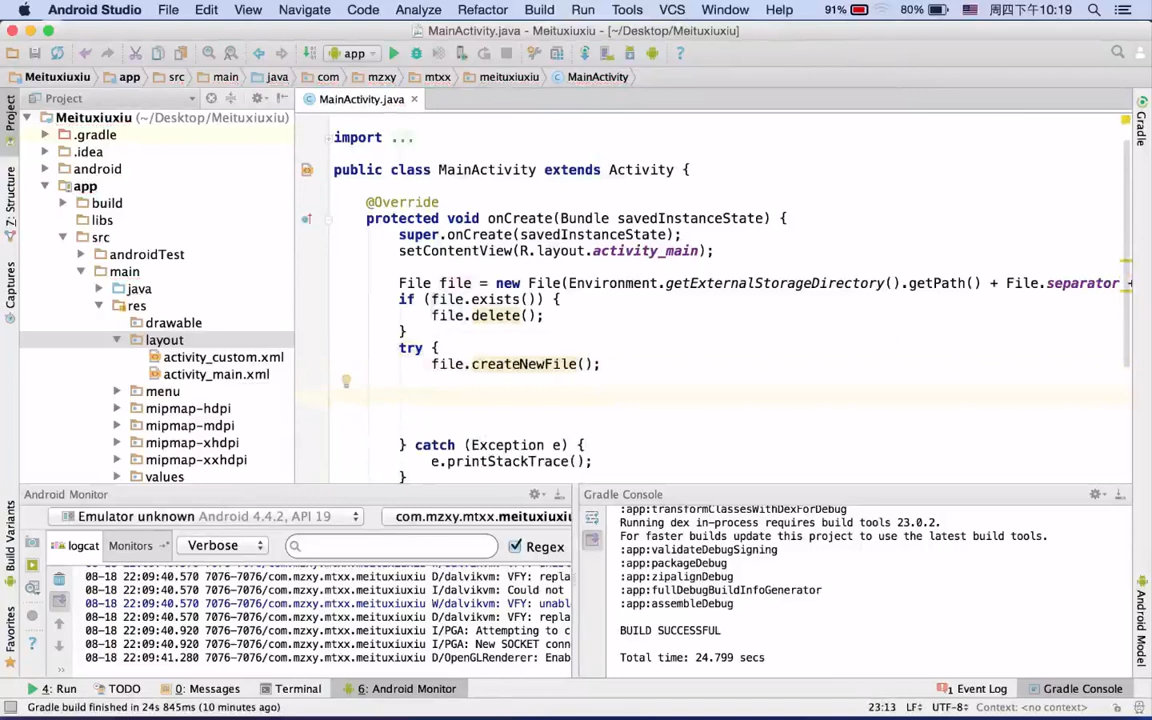 Android Studio File Edit View Navigate Code Analyze Refactor Build Run Tools VCS Window Help 91% 80% 周四下午10:19
MainActivity.java - Meituxiuxiu - [~/Desktop/Meituxiuxiu]
app
Meituxiuxiu app src main java com mzxy mtxx meituxiuxiu MainActivity
Project
MainActivity.java
Meituxiuxiu (~/Desktop/Meituxiuxiu)
.gradle
.idea
android
app
build
libs
src
androidTest
main
java
res
drawable
layout
activity_custom.xml
activity_main.xml
menu
mipmap-hdpi
mipmap-mdpi
mipmap-xhdpi
mipmap-xxhdpi
values
import ...
public class MainActivity extends Activity {
@Override
protected void onCreate(Bundle savedInstanceState) {
super.onCreate(savedInstanceState);
setContentView(R.layout.activity_main);
File file = new File(Environment.getExternalStorageDirectory().getPath() + File.separator +
if (file.exists()) {
file.delete();
}
try {
file.createNewFile();
} catch (Exception e) {
e.printStackTrace();
}
Project
Z: Structure
Captures
Build Variants
Favorites
Gradle
Android Model
Android Monitor
Emulator unknown Android 4.4.2, API 19 com.mzxy.mtxx.meituxiuxiu
logcat Monitors Verbose Regex
08-18 22:09:40.570 7076-7076/com.mzxy.mtxx.meituxiuxiu D/dalvikvm: VFY: repla
08-18 22:09:40.570 7076-7076/com.mzxy.mtxx.meituxiuxiu I/dalvikvm: Could not
08-18 22:09:40.570 7076-7076/com.mzxy.mtxx.meituxiuxiu W/dalvikvm: VFY: unabl
08-18 22:09:40.570 7076-7076/com.mzxy.mtxx.meituxiuxiu D/dalvikvm: VFY: repla
08-18 22:09:40.920 7076-7076/com.mzxy.mtxx.meituxiuxiu I/PGA: Attempting to c
08-18 22:09:40.920 7076-7076/com.mzxy.mtxx.meituxiuxiu I/PGA: New SOCKET conn
08-18 22:09:41.280 7076-7076/com.mzxy.mtxx.meituxiuxiu D/OpenGLRenderer: Enab
Gradle Console
:app:transformClassesWithDexForDebug
Running dex in-process requires build tools 23.0.2.
For faster builds update this project to use the latest build tools.
:app:validateDebugSigning
:app:packageDebug
:app:zipalignDebug
:app:fullDebugBuildInfoGenerator
:app:assembleDebug
BUILD SUCCESSFUL
Total time: 24.799 secs
4: Run TODO 0: Messages Terminal 6: Android Monitor 1 Event Log Gradle Console
Gradle build finished in 24s 845ms (10 minutes ago) 23:13 LF UTF-8 Context: <no context>